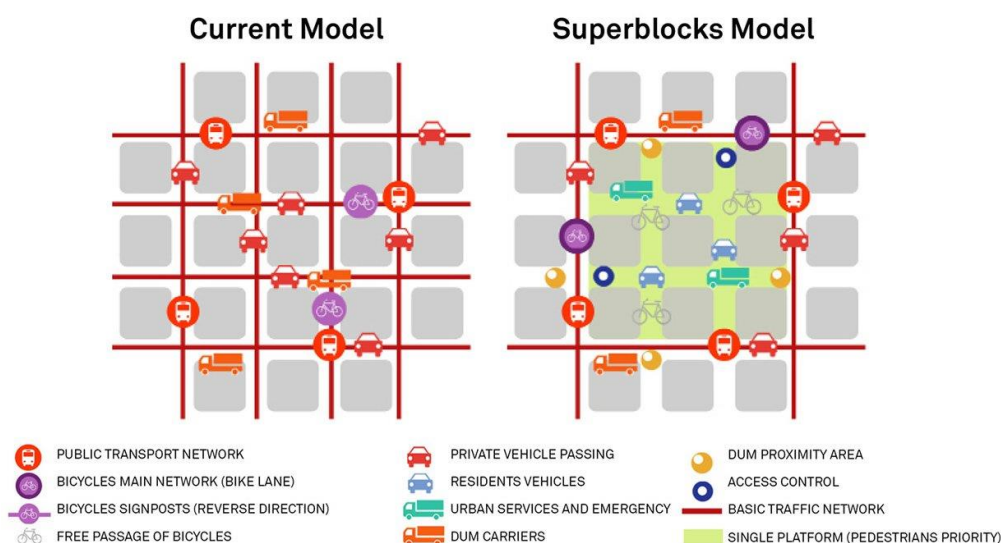 Current Model
Superblocks Model
PUBLIC TRANSPORT NETWORK
BICYCLES MAIN NETWORK (BIKE LANE)
BICYCLES SIGNPOSTS (REVERSE DIRECTION)
FREE PASSAGE OF BICYCLES
PRIVATE VEHICLE PASSING
RESIDENTS VEHICLES
URBAN SERVICES AND EMERGENCY
DUM CARRIERS
DUM PROXIMITY AREA
ACCESS CONTROL
BASIC TRAFFIC NETWORK
SINGLE PLATFORM (PEDESTRIANS PRIORITY)